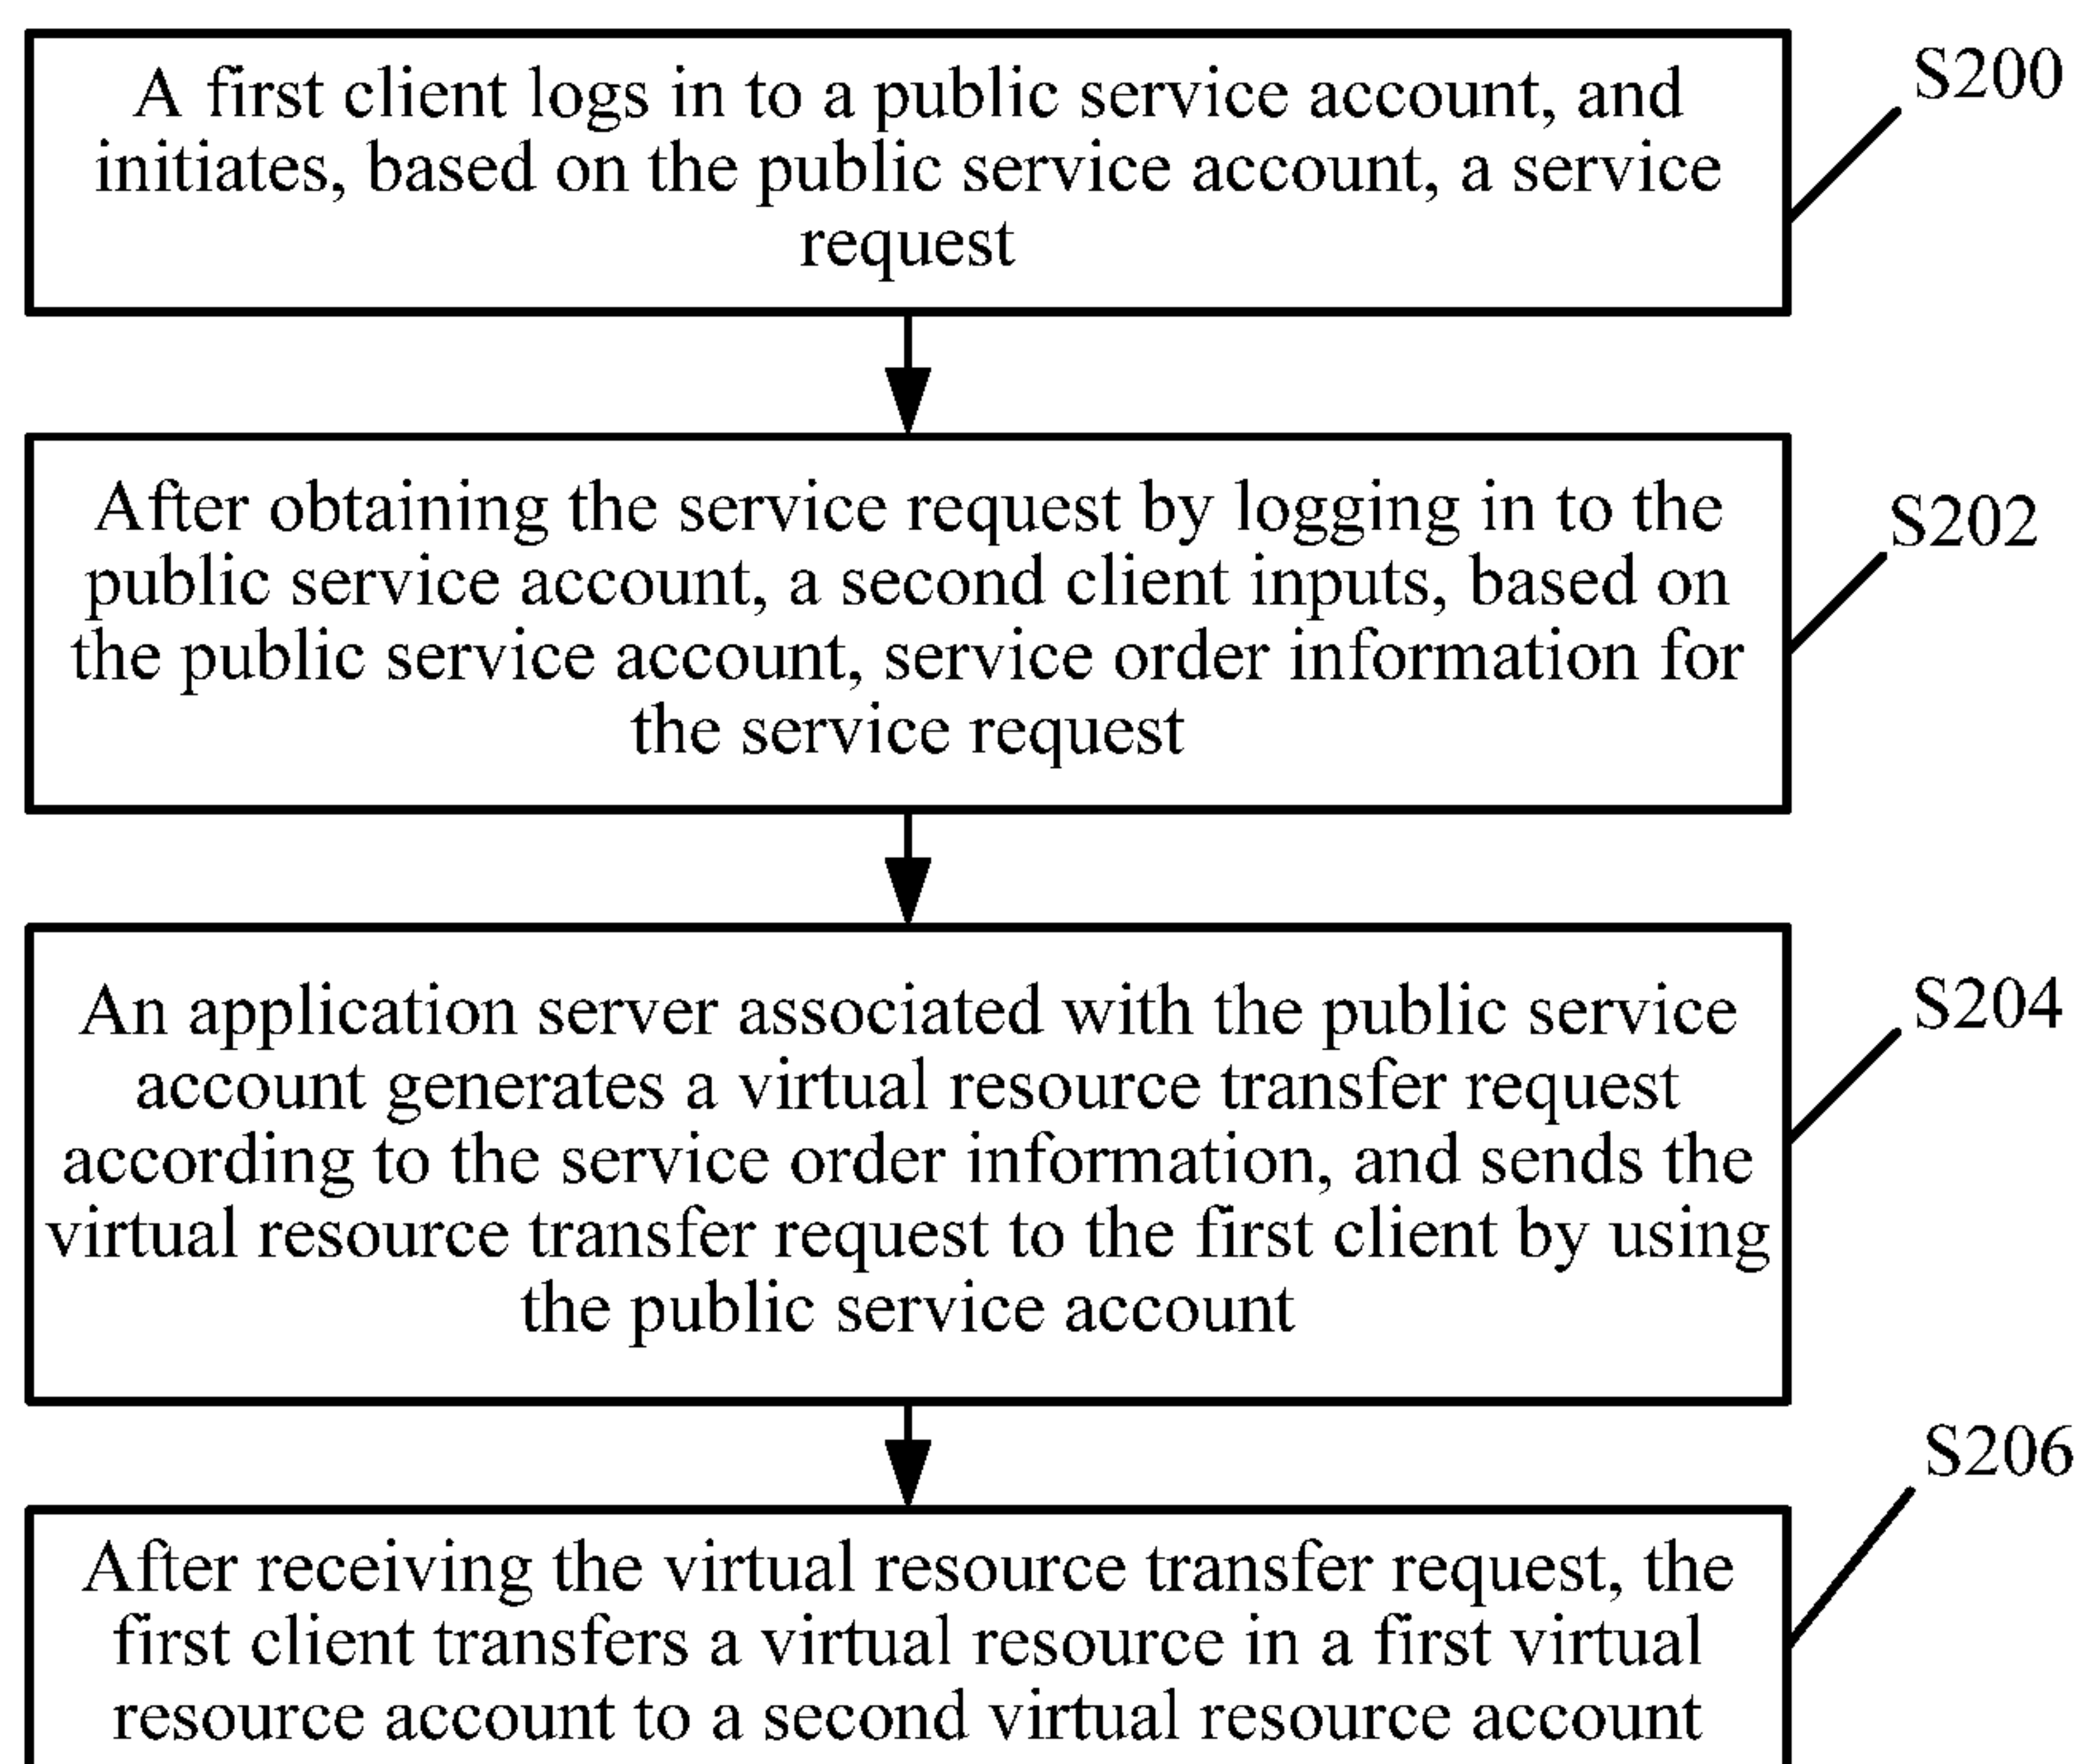 A first client logs in to a public service account, and
initiates, based on the public service account, a service
request
S200
After obtaining the service request by logging in to the
public service account, a second client inputs, based on
the public service account, service order information for
the service request
S202
An application server associated with the public service
account generates a virtual resource transfer request
according to the service order information, and sends the
virtual resource transfer request to the first client by using
the public service account
S204
After receiving the virtual resource transfer request, the
first client transfers a virtual resource in a first virtual
resource account to a second virtual resource account
S206